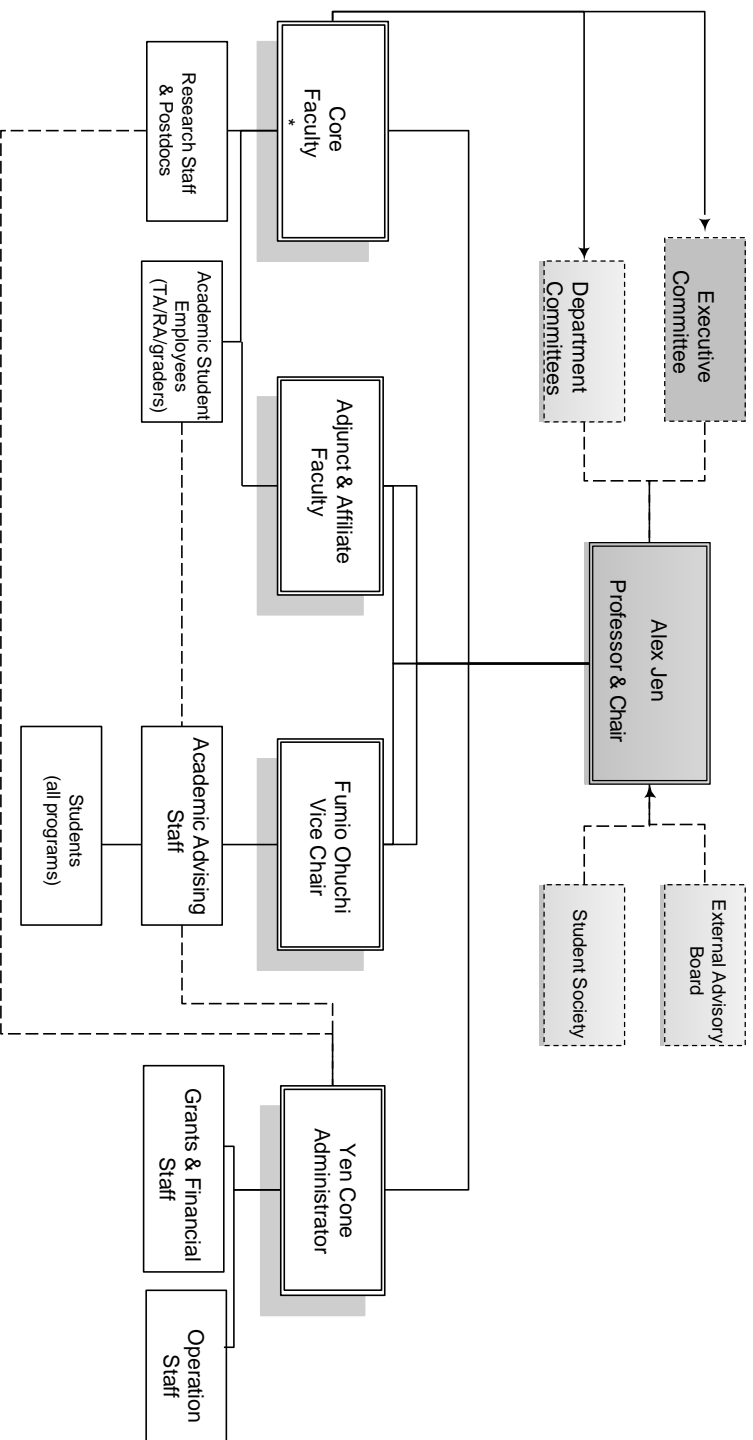 Executive
Committee
Department
Committees
Alex Jen
Professor & Chair
External Advisory
Board
Student Society
Core
Faculty
*
Adjunct & Affiliate
Faculty
Fumio Ohuchi
Vice Chair
Yen Cone
Administrator
Research Staff
& Postdocs
Academic Student
Employees
(TA/RA/graders)
Academic Advising
Staff
Grants & Financial
Staff
Operation
Staff
Students
(all programs)